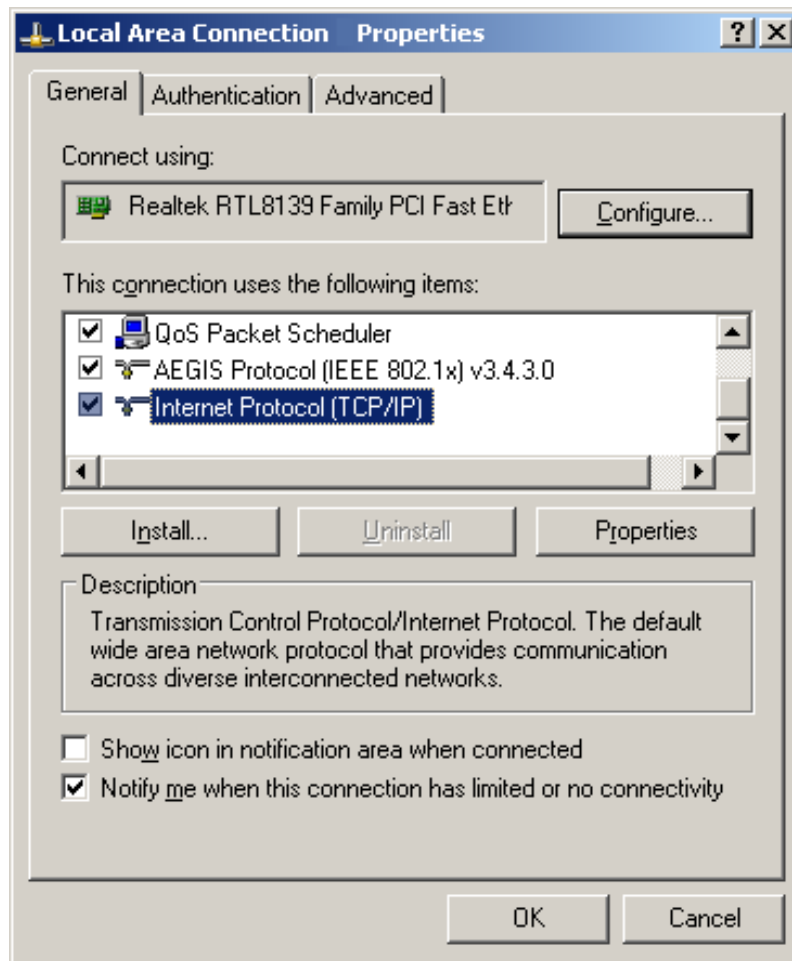 Local Area Connection Properties
General Authentication Advanced
Connect using:
Realtek RTL8139 Family PCI Fast Eth
Configure...
This connection uses the following items:
QoS Packet Scheduler
AEGIS Protocol (IEEE 802.1x) v3.4.3.0
Internet Protocol (TCP/IP)
Install... Uninstall Properties
Description
Transmission Control Protocol/Internet Protocol. The default
wide area network protocol that provides communication
across diverse interconnected networks.
Show icon in notification area when connected
Notify me when this connection has limited or no connectivity
OK Cancel